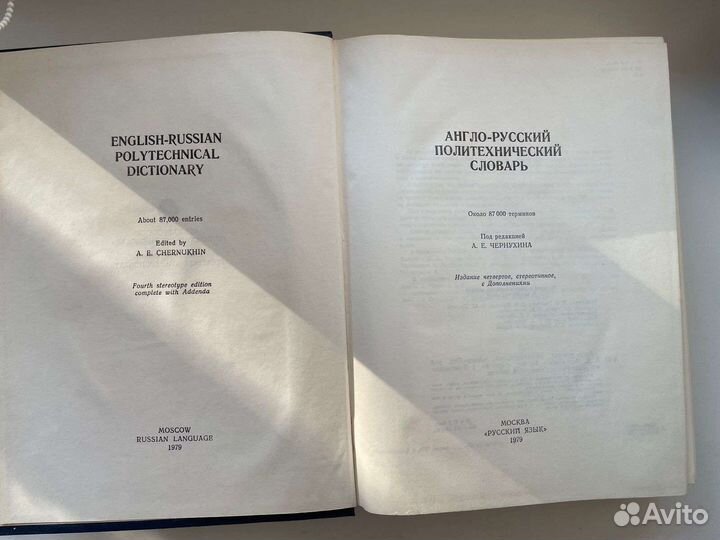 ENGLISH-RUSSIAN
POLYTECHNICAL
DICTIONARY
About 87,000 entries
Edited by
A. E. CHERNUKHIN
Fourth stereotype edition
complete with Addenda
MOSCOW
RUSSIAN LANGUAGE
1979
АНГЛО-РУССКИЙ
ПОЛИТЕХНИЧЕСКИЙ
СЛОВАРЬ
Около 87 000 терминов
Под редакцией
А. Е. ЧЕРНУХИНА
Издание четвертое, стереотипное,
с Дополнениями
МОСКВА
«РУССКИЙ ЯЗЫК»
1979
Avito